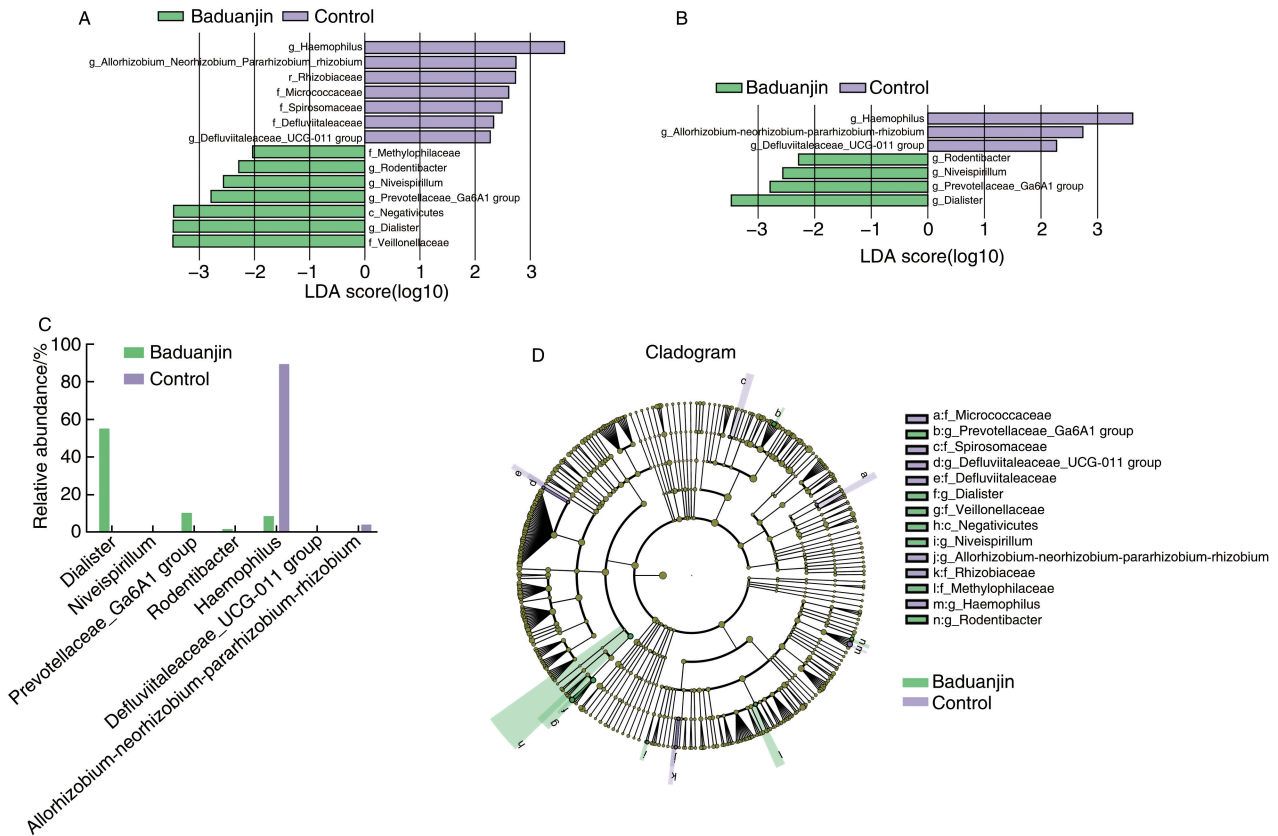 A
Baduanjin
Control
g_Haemophilus
g_Allorhizobium_Neorhizobium_Pararhizobium_rhizobium
r_Rhizobiaceae
f_Micrococcaceae
f_Spirosomaceae
f_Defluviitaleaceae
g_Defluviitaleaceae_UCG-011 group
f_Methylophilaceae
g_Rodentibacter
g_Niveispirillum
g_Prevotellaceae_Ga6A1 group
c_Negativicutes
g_Dialister
f_Veillonellaceae
−3 −2 −1 0 1 2 3
LDA score(log10)
B
Baduanjin
Control
g_Haemophilus
g_Allorhizobium-neorhizobium-pararhizobium-rhizobium
g_Defluviitaleaceae_UCG-011 group
g_Rodentibacter
g_Niveispirillum
g_Prevotellaceae_Ga6A1 group
g_Dialister
−3 −2 −1 0 1 2 3
LDA score(log10)
C
Relative abundance/%
100
80
60
40
20
0
Baduanjin
Control
Dialister
Niveispirillum
Prevotellaceae_Ga6A1 group
Rodentibacter
Haemophilus
Defluviitaleaceae_UCG-011 group
Allorhizobium-neorhizobium-pararhizobium-rhizobium
D
Cladogram
c
b
a
e
d
n
m
h
g
i
j
k
l
a:f_Micrococcaceae
b:g_Prevotellaceae_Ga6A1 group
c:f_Spirosomaceae
d:g_Defluviitaleaceae_UCG-011 group
e:f_Defluviitaleaceae
f:g_Dialister
g:f_Veillonellaceae
h:c_Negativicutes
i:g_Niveispirillum
j:g_Allorhizobium-neorhizobium-pararhizobium-rhizobium
k:f_Rhizobiaceae
l:f_Methylophilaceae
m:g_Haemophilus
n:g_Rodentibacter
Baduanjin
Control